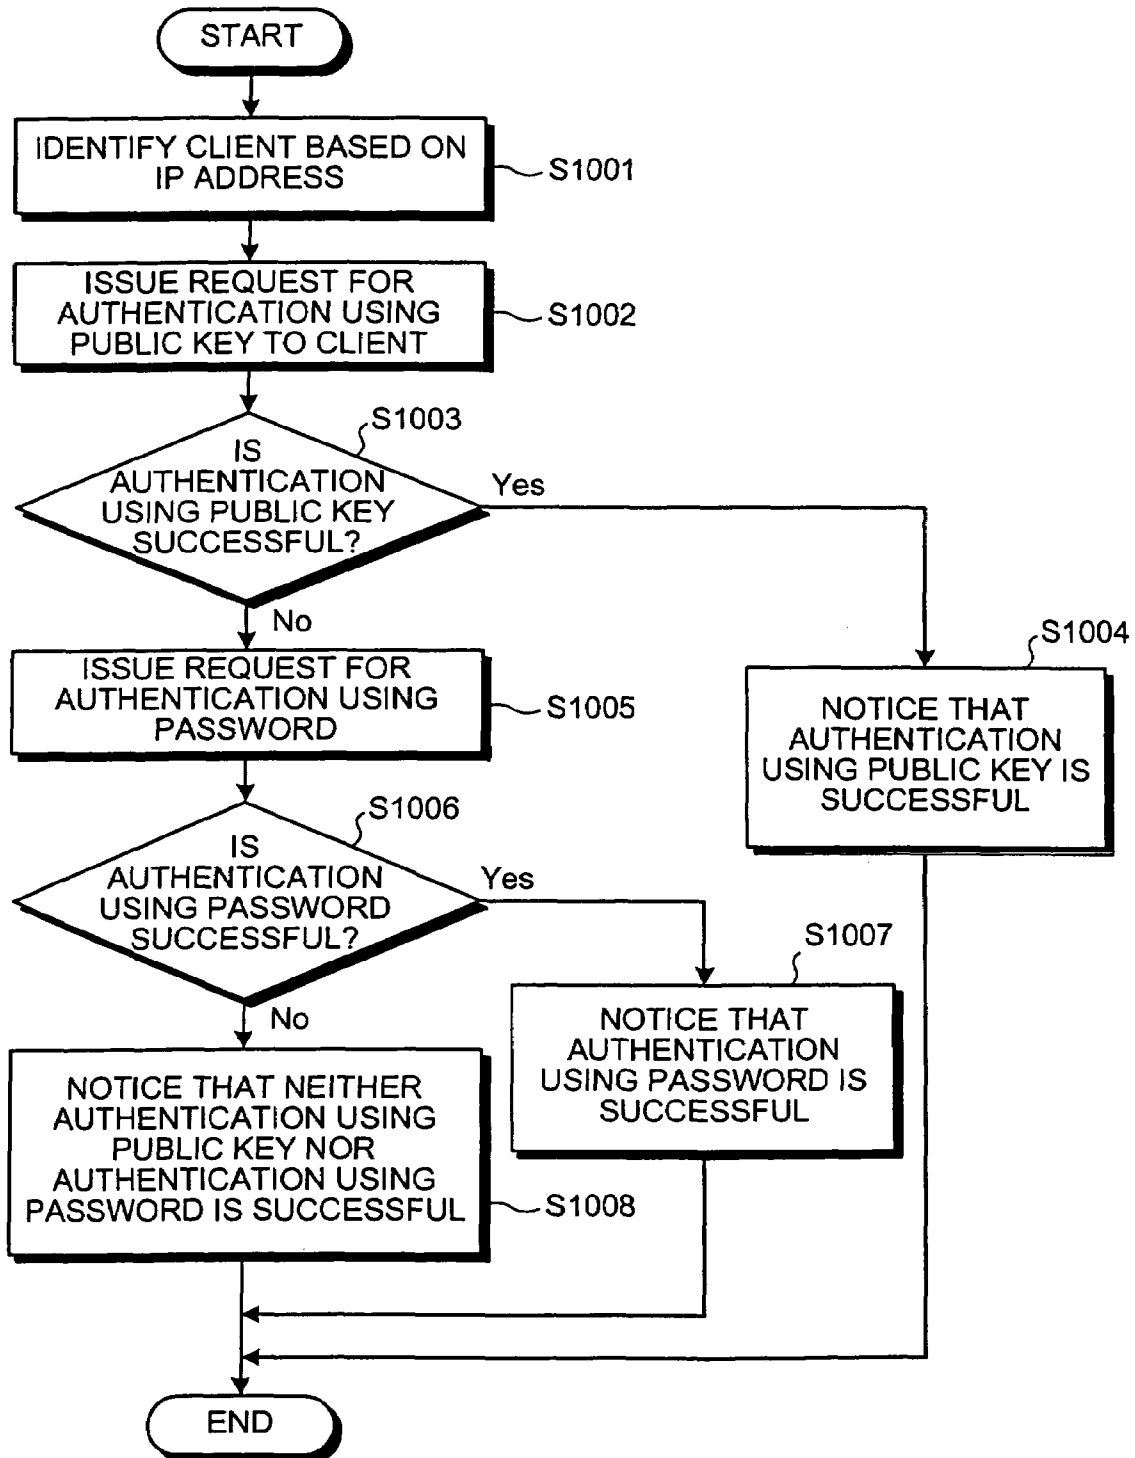 START
IDENTIFY CLIENT BASED ON
IP ADDRESS
S1001
ISSUE REQUEST FOR
AUTHENTICATION USING
PUBLIC KEY TO CLIENT
S1002
S1003
IS
AUTHENTICATION
USING PUBLIC KEY
SUCCESSFUL?
Yes
No
S1004
NOTICE THAT
AUTHENTICATION
USING PUBLIC KEY IS
SUCCESSFUL
ISSUE REQUEST FOR
AUTHENTICATION USING
PASSWORD
S1005
S1006
IS
AUTHENTICATION
USING PASSWORD
SUCCESSFUL?
Yes
No
S1007
NOTICE THAT
AUTHENTICATION
USING PASSWORD IS
SUCCESSFUL
NOTICE THAT NEITHER
AUTHENTICATION USING
PUBLIC KEY NOR
AUTHENTICATION USING
PASSWORD IS SUCCESSFUL
S1008
END